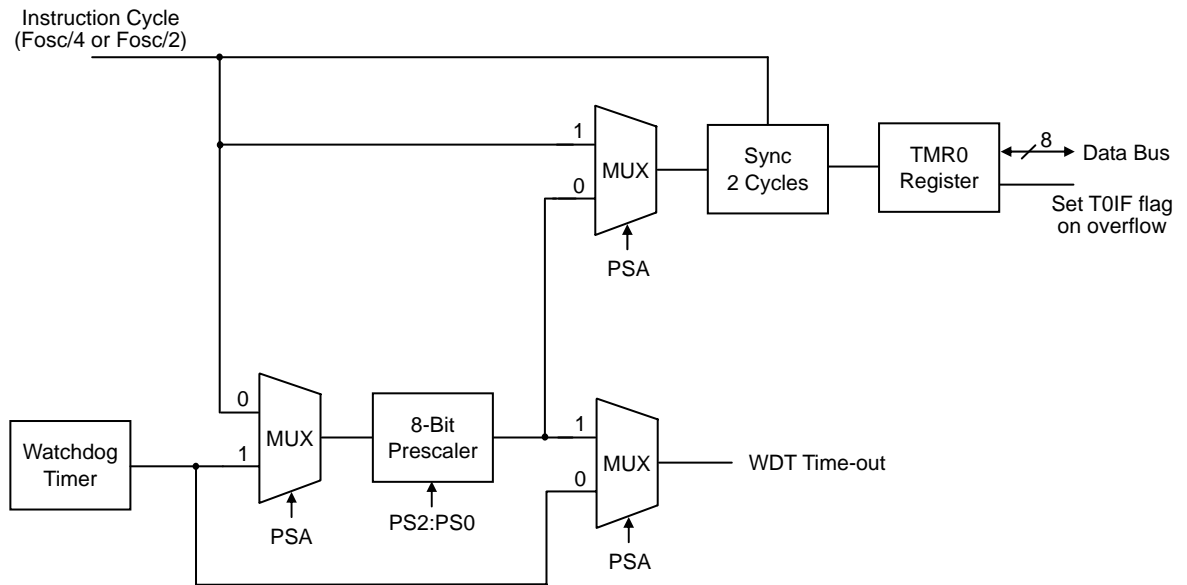 Instruction Cycle
(Fosc/4 or Fosc/2)
1
0
MUX
PSA
Sync
2 Cycles
TMR0
Register
8
Data Bus
Set T0IF flag
on overflow
Watchdog
Timer
0
1
MUX
PSA
8-Bit
Prescaler
PS2:PS0
1
0
MUX
PSA
WDT Time-out